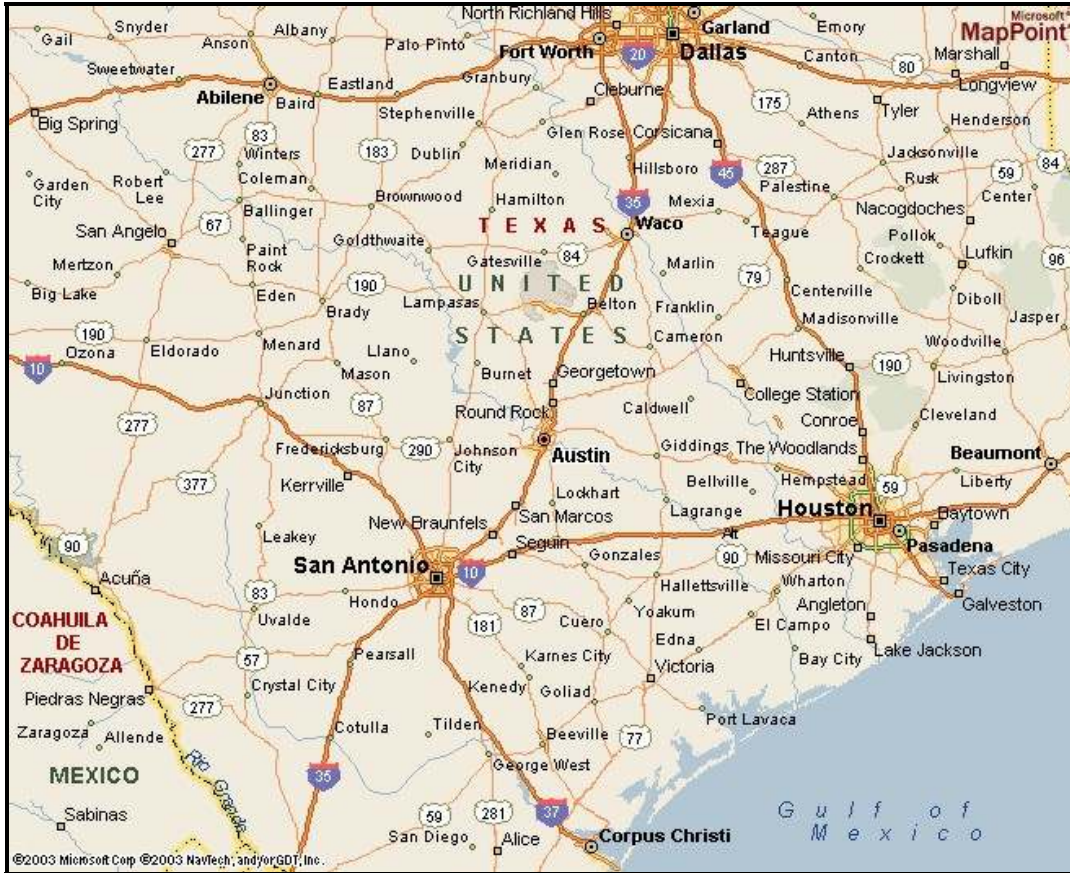 North Richland Hills
Microsoft
MapPoint
Gail
Snyder
Albany
Anson
Palo Pinto
Fort Worth
Garland
Dallas
Emory
Marshall
20
Sweetwater
Eastland
Granbury
Canton
80
Longview
Abilene
Baird
Cleburne
175
Big Spring
Stephenville
Athens
Tyler
Henderson
277
83
183
Glen Rose
Corsicana
Winters
Dublin
Meridian
Hillsboro
45
287
Jacksonville
84
Garden
City
Robert
Lee
Coleman
Brownwood
Hamilton
35
Mexia
Palestine
Rusk
59
Center
Ballinger
67
TEXAS
Waco
Teague
Nacogdoches
San Angelo
Paint
Rock
Goldthwaite
Gatesville
84
Pollok
Lufkin
96
Mertzon
Marlin
79
Crockett
Big Lake
Eden
190
UNITED
Centerville
Diboll
Brady
Lampasas
Belton
Franklin
Madisonville
Jasper
190
STATES
Cameron
Woodville
10
Ozona
Eldorado
Menard
Llano
Huntsville
190
Mason
Burnet
Georgetown
College Station
Livingston
Junction
87
Round Rock
Caldwell
Conroe
Cleveland
277
Fredericksburg
290
Johnson
City
Austin
Giddings
The Woodlands
Beaumont
377
Kerrville
Bellville
Hempstead
59
Liberty
Lockhart
Lagrange
Houston
Baytown
New Braunfels
San Marcos
Leakey
Seguin
Alt
90
Pasadena
90
San Antonio
10
Gonzales
Missouri City
Acuña
Hallettsville
Wharton
Texas City
83
Hondo
87
Yoakum
Angleton
Galveston
COAHUILA
DE
ZARAGOZA
Uvalde
181
Cuero
El Campo
Edna
57
Pearsall
Karnes City
Victoria
Bay City
Lake Jackson
Piedras Negras
277
Crystal City
Kenedy
Goliad
Port Lavaca
Zaragoza
Allende
Cotulla
Tilden
Beeville
77
Rio Grande
MEXICO
35
George West
Sabinas
59
281
37
Gulf of
Mexico
San Diego
Alice
Corpus Christi
©2003 Microsoft Corp ©2003 NavTech, and/or GDT, Inc.